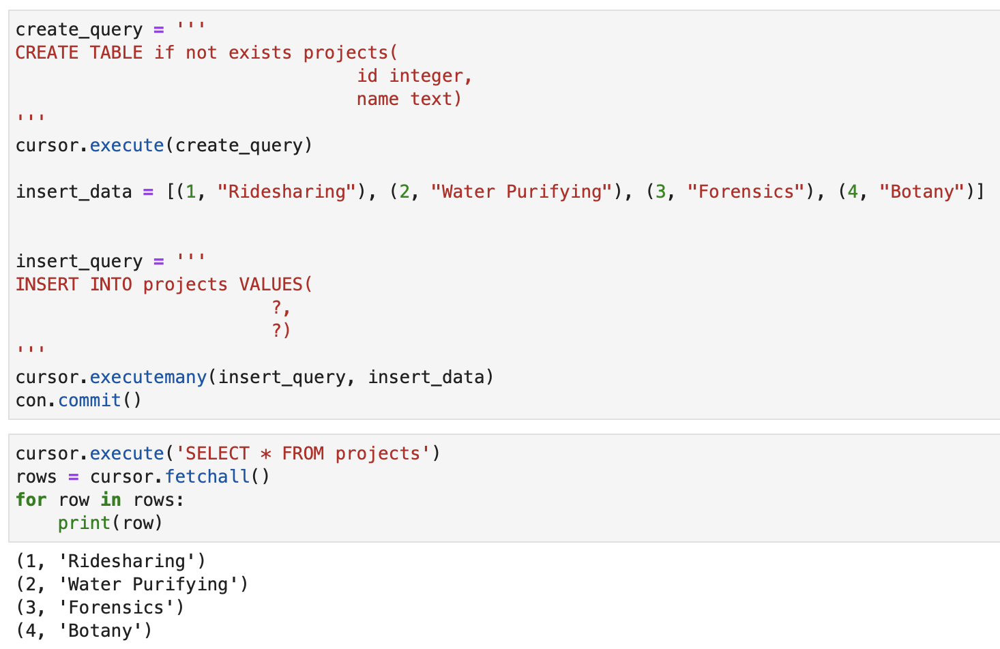 create_query = '''
CREATE TABLE if not exists projects(
                                id integer,
                                name text)
'''
cursor.execute(create_query)
insert_data = [(1, "Ridesharing"), (2, "Water Purifying"), (3, "Forensics"), (4, "Botany")]
insert_query = '''
INSERT INTO projects VALUES(
                        ?,
                        ?)
'''
cursor.executemany(insert_query, insert_data)
con.commit()
cursor.execute('SELECT * FROM projects')
rows = cursor.fetchall()
for row in rows:
    print(row)
(1, 'Ridesharing')
(2, 'Water Purifying')
(3, 'Forensics')
(4, 'Botany')